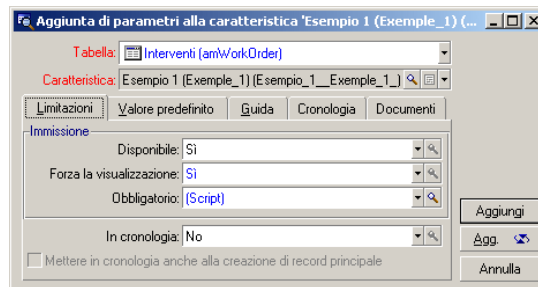 Aggiunta di parametri alla caratteristica 'Esempio 1 (Exemple_1) (...
Tabella: Interventi (amWorkOrder)
Caratteristica: Esempio 1 (Exemple_1) (Esempio_1__Exemple_1_)
Limitazioni Valore predefinito Guida Cronologia Documenti
Immissione
Disponibile: Sì
Forza la visualizzazione: Sì
Obbligatorio: (Script)
Aggiungi
In cronologia: No
Agg.
Mettere in cronologia anche alla creazione di record principale
Annulla